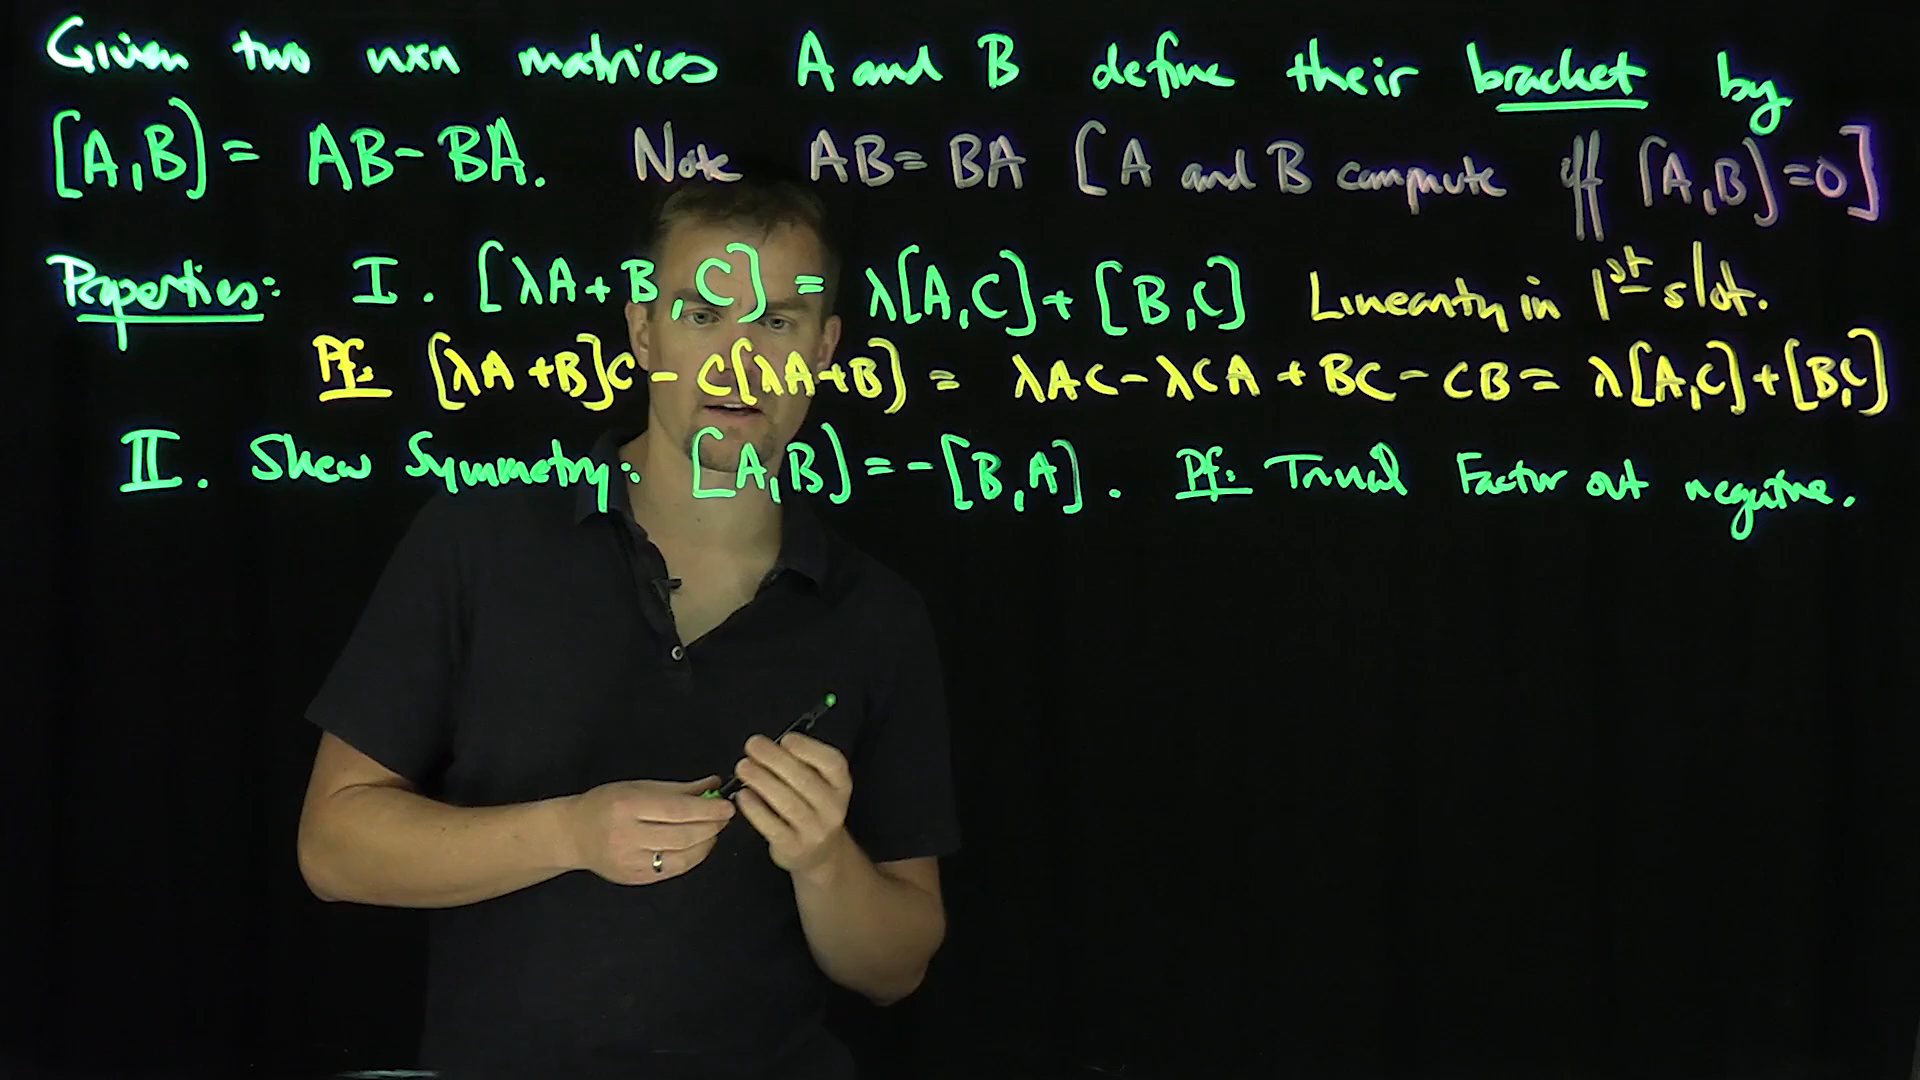 Given two nxn matrices A and B define their bracket by
[A,B] = AB-BA. Note AB=BA [A and B commute iff [A,B]=0]
Properties: I. [λA+B,C] = λ[A,C]+[B,C] Linearity in 1st slot.
Pf: [λA+B]C - C[λA+B] = λAC-λCA+BC-CB= λ[A,C]+[B,C]
II. Skew Symmetry: [A,B]=-[B,A]. Pf: Trivial Factor out negative.